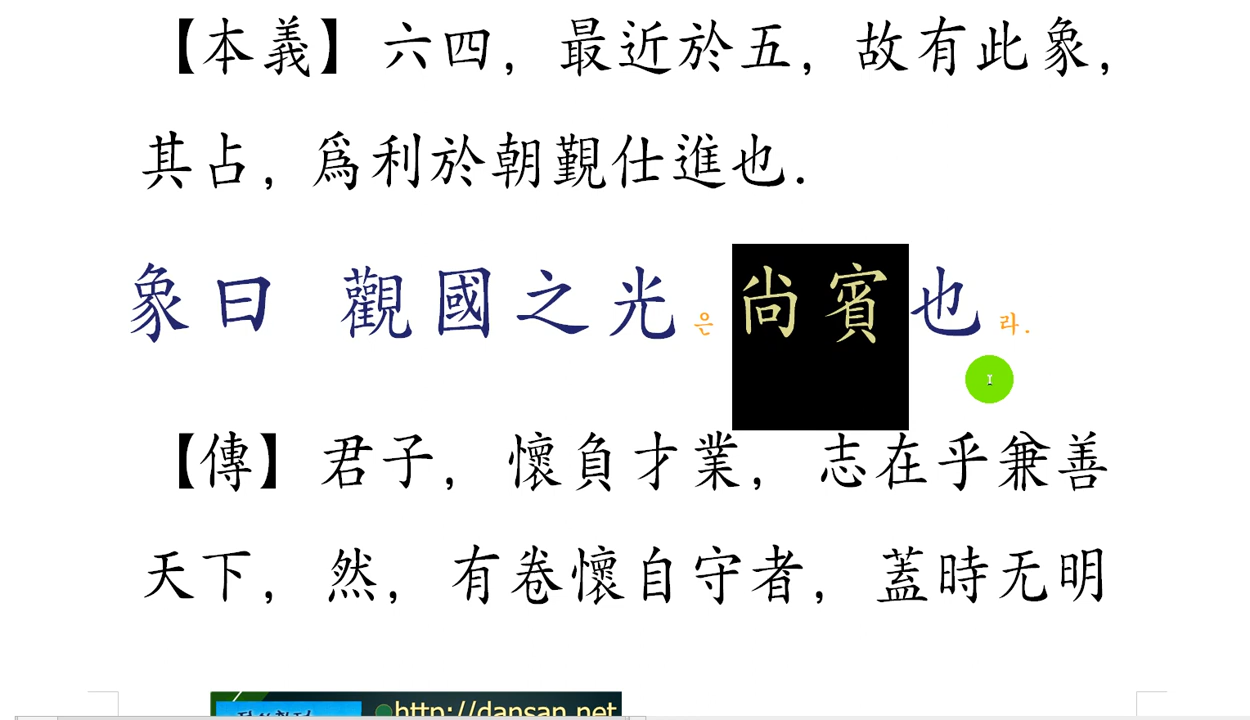 【本義】 六四, 最近於五, 故有此象,
其占, 爲利於朝覲仕進也.
象曰 觀國之光은 尙賓也라.
【傳】 君子, 懷負才業, 志在乎兼善
天下, 然, 有卷懷自守者, 蓋時无明
http://dansan.net